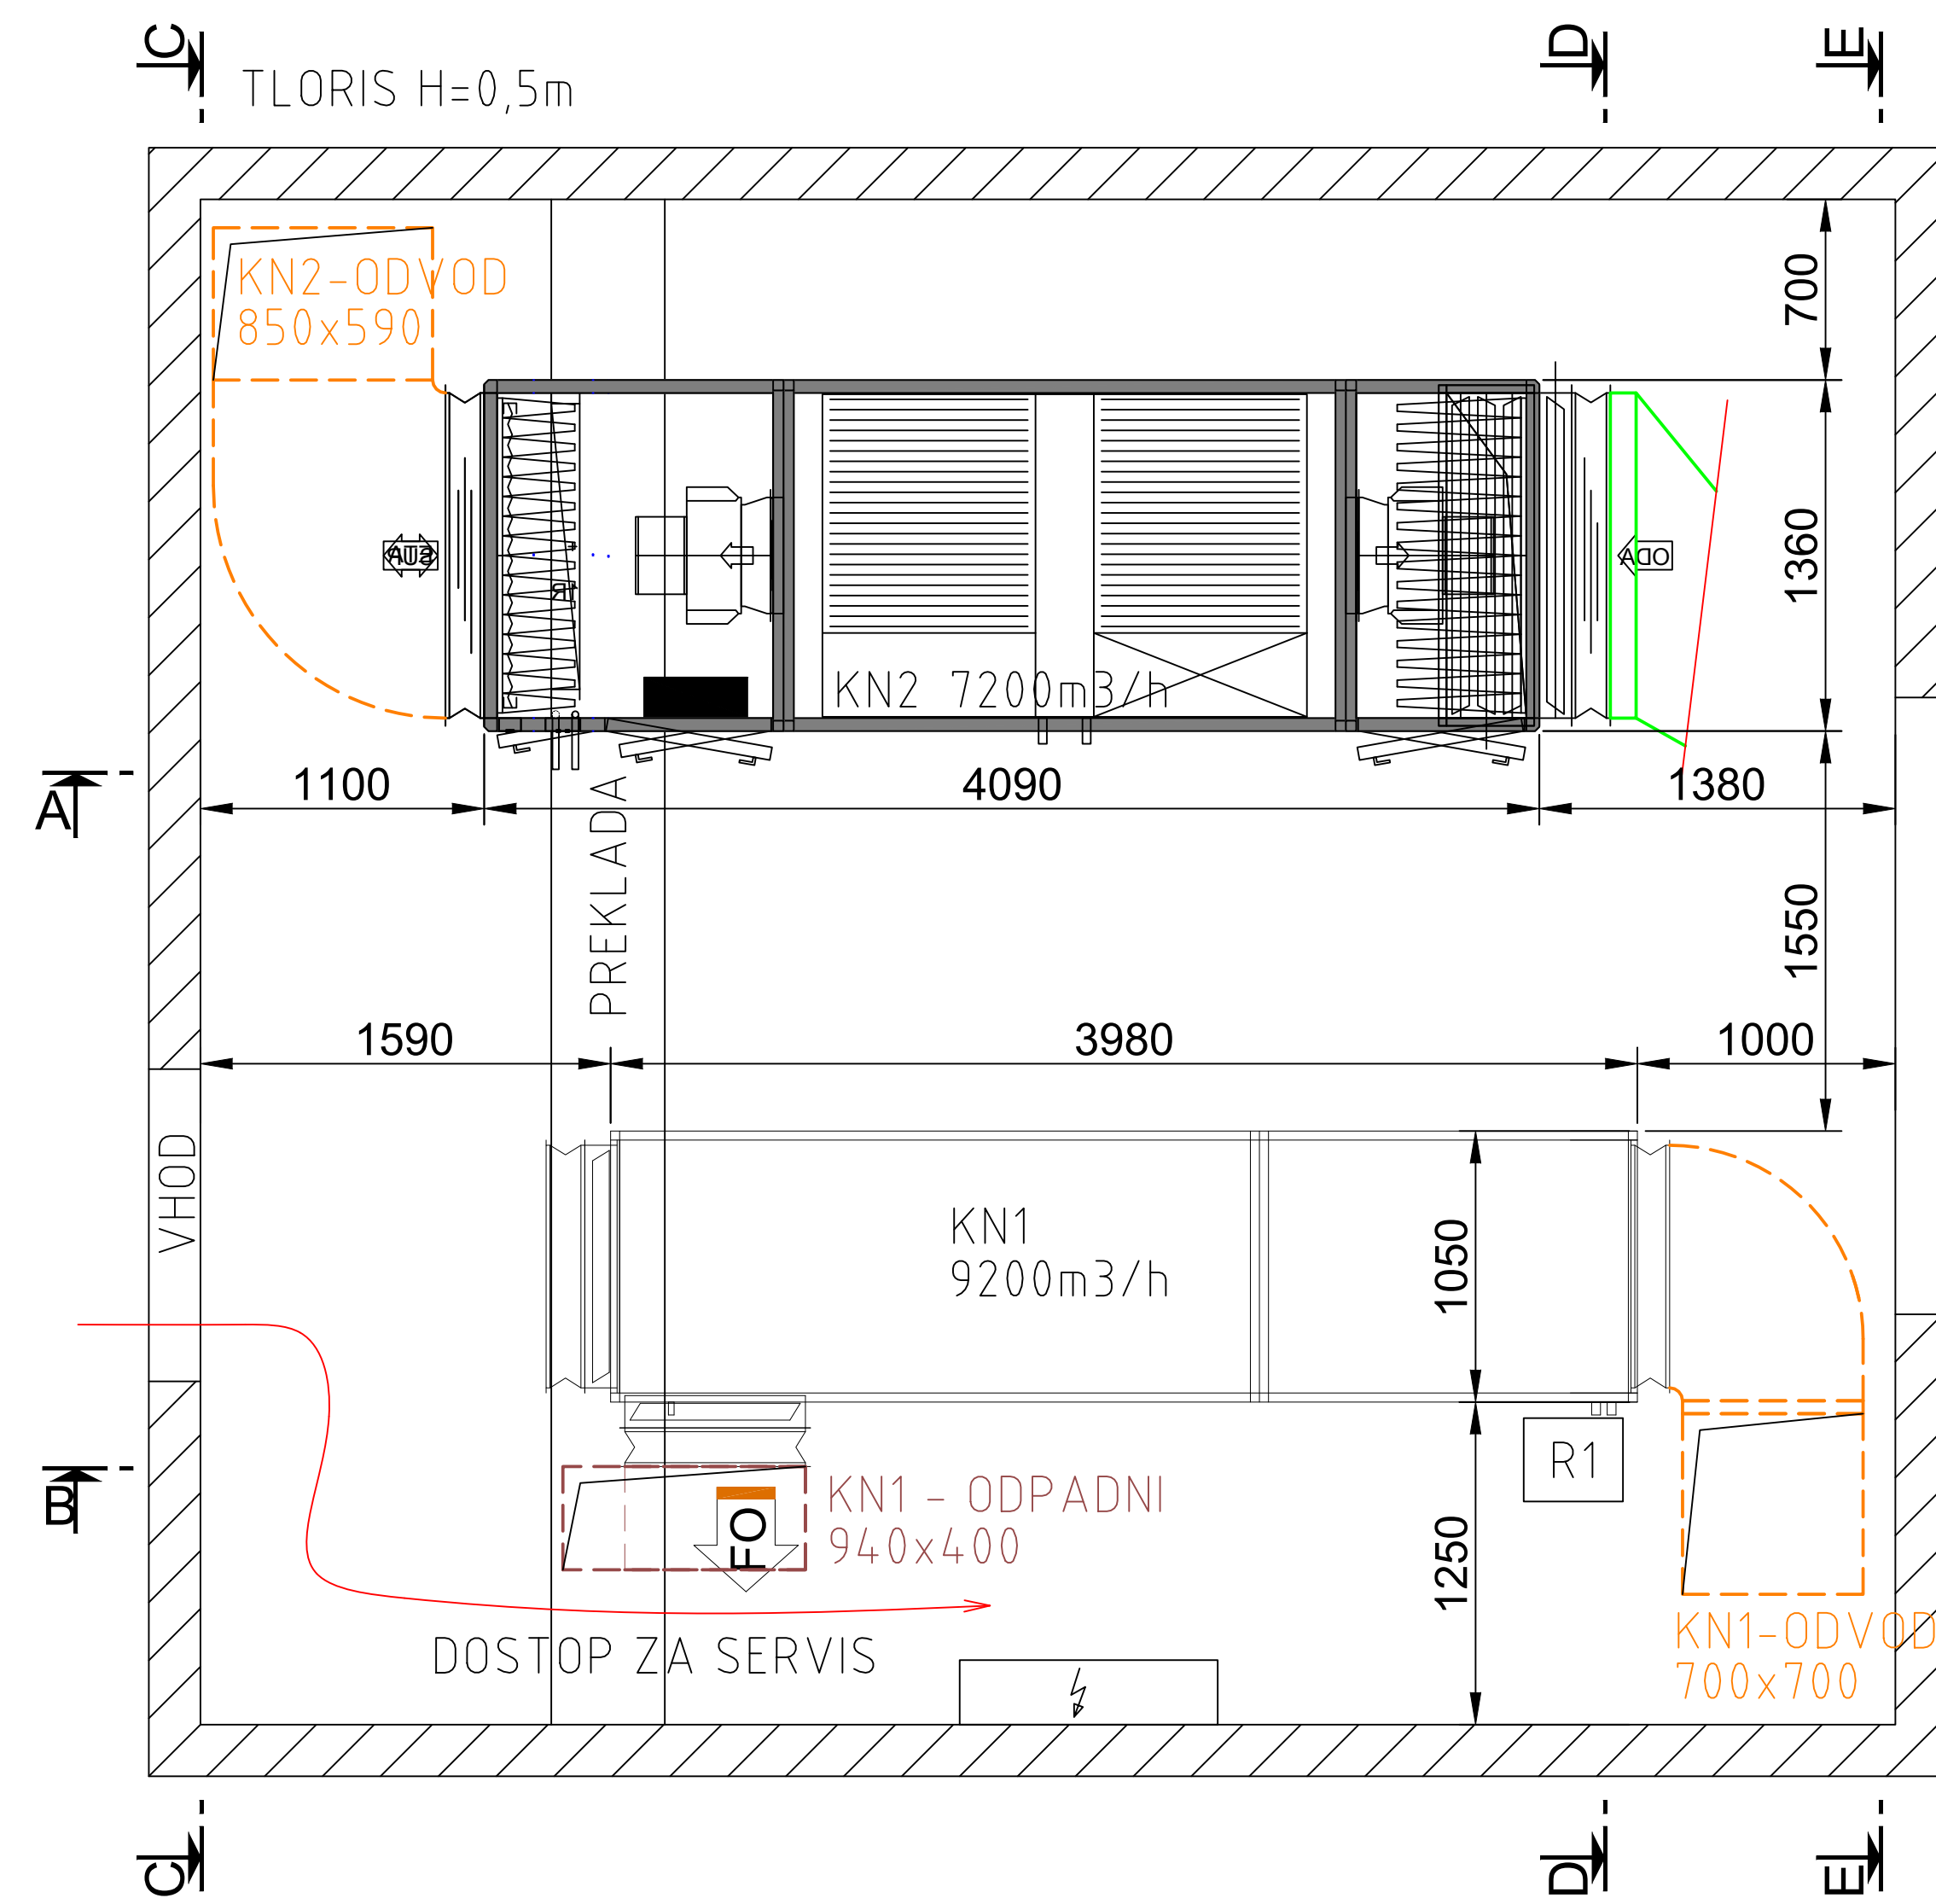 C
D
E
TLORIS H=0,5m
KN2-ODVOD
850x590
700
1360
ODA
KN2 7200m3/h
A
1100
4090
1380
PREKLADA
1550
1590
3980
1000
VHOD
KN1
9200m3/h
1050
B
R1
KN1 - ODPADNI
940x400
FO
1250
DOSTOP ZA SERVIS
KN1-ODVOD
700x700
C
D
E